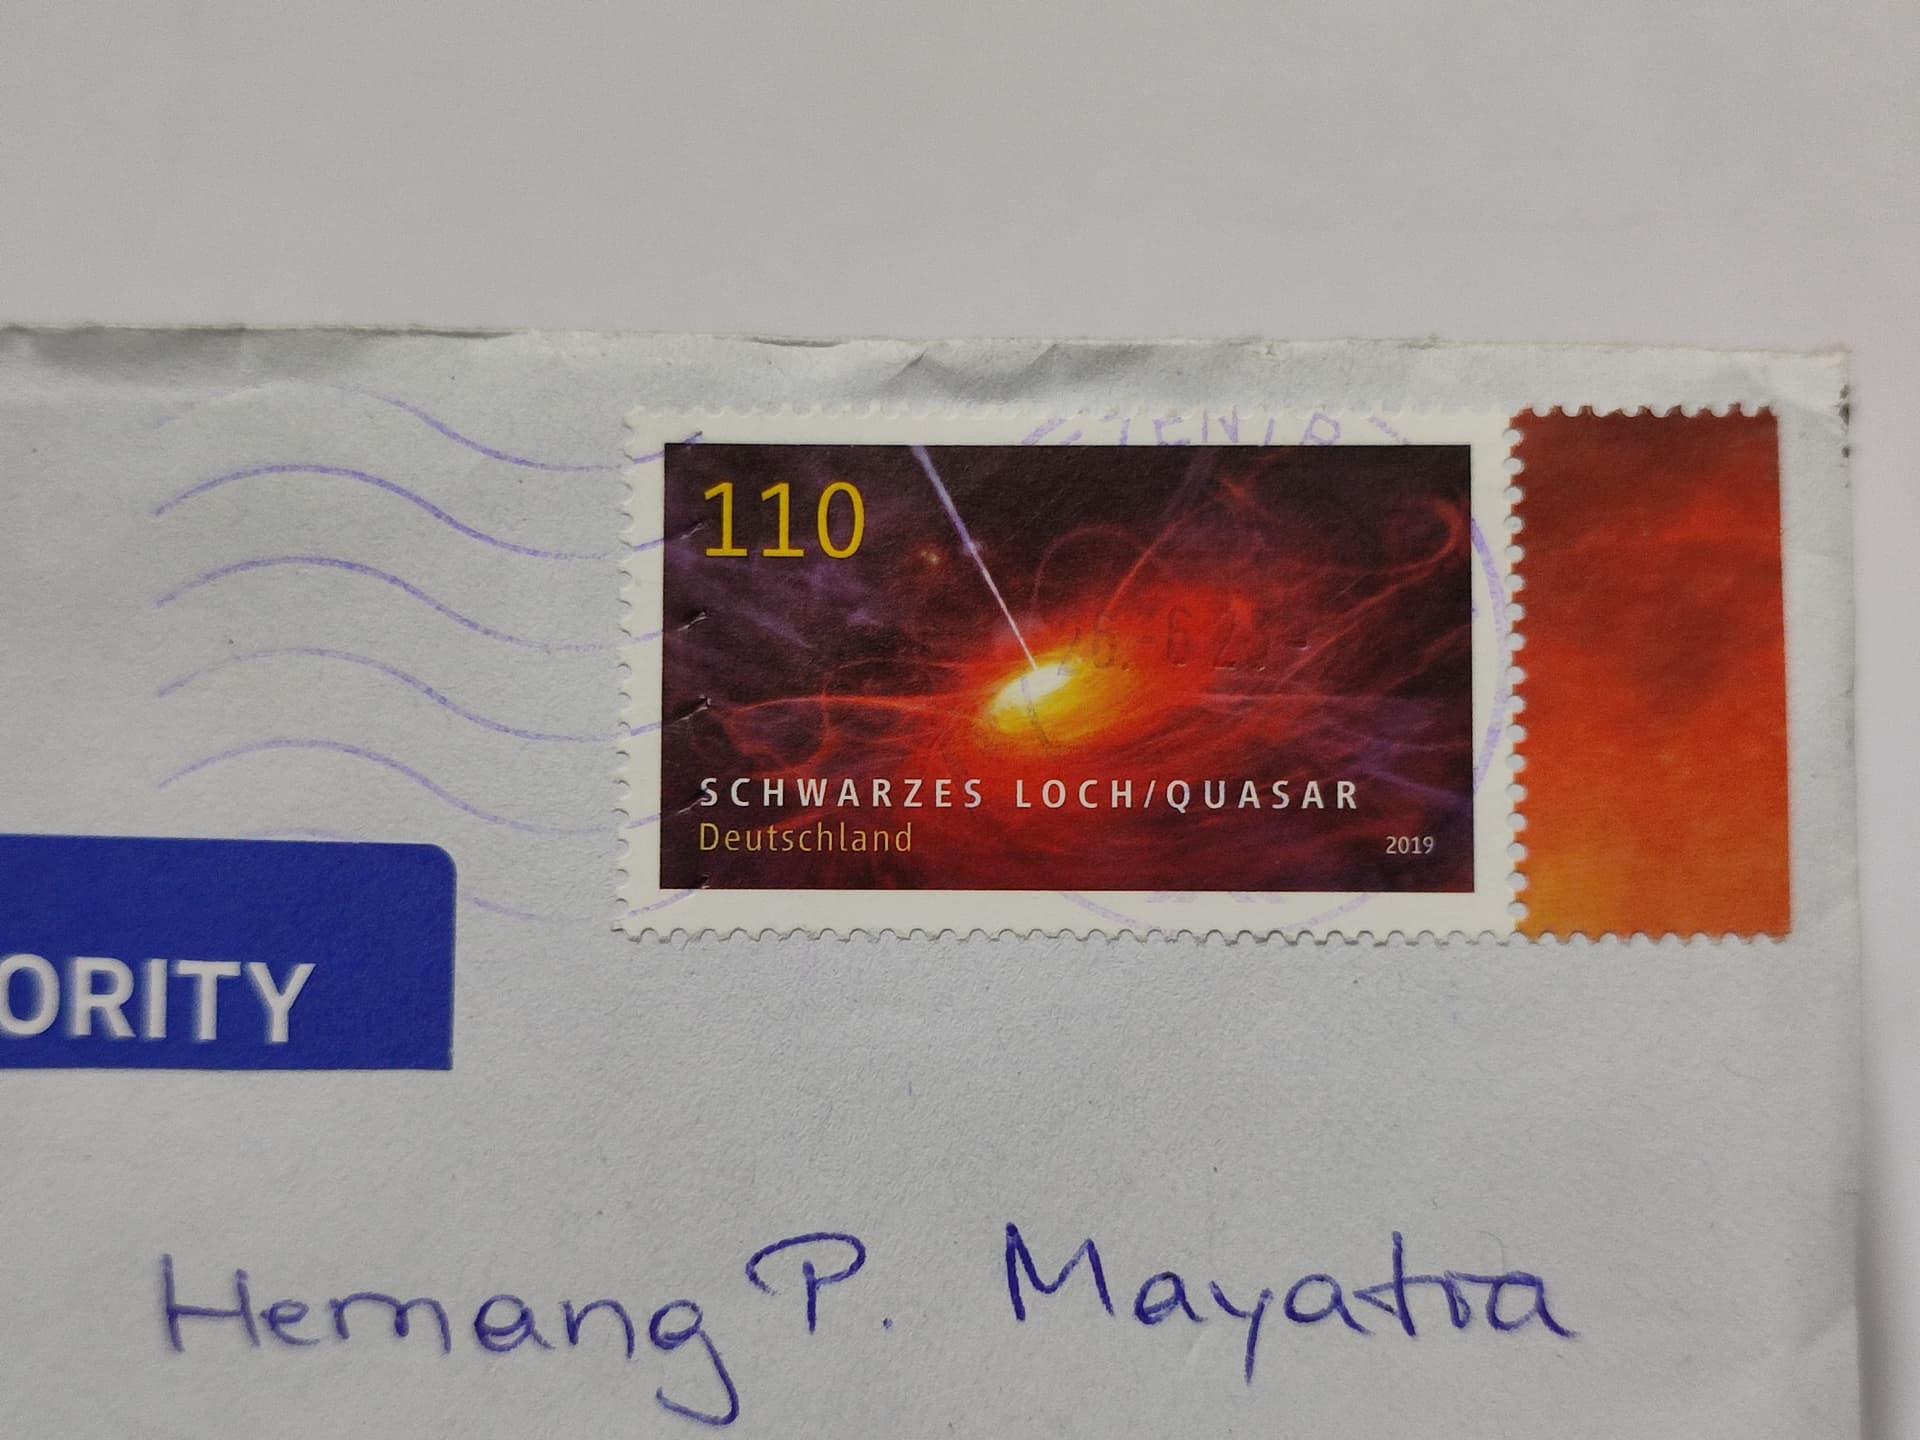 110
SCHWARZES LOCH/QUASAR
Deutschland
2019
ORITY
Hemang P. Mayatra